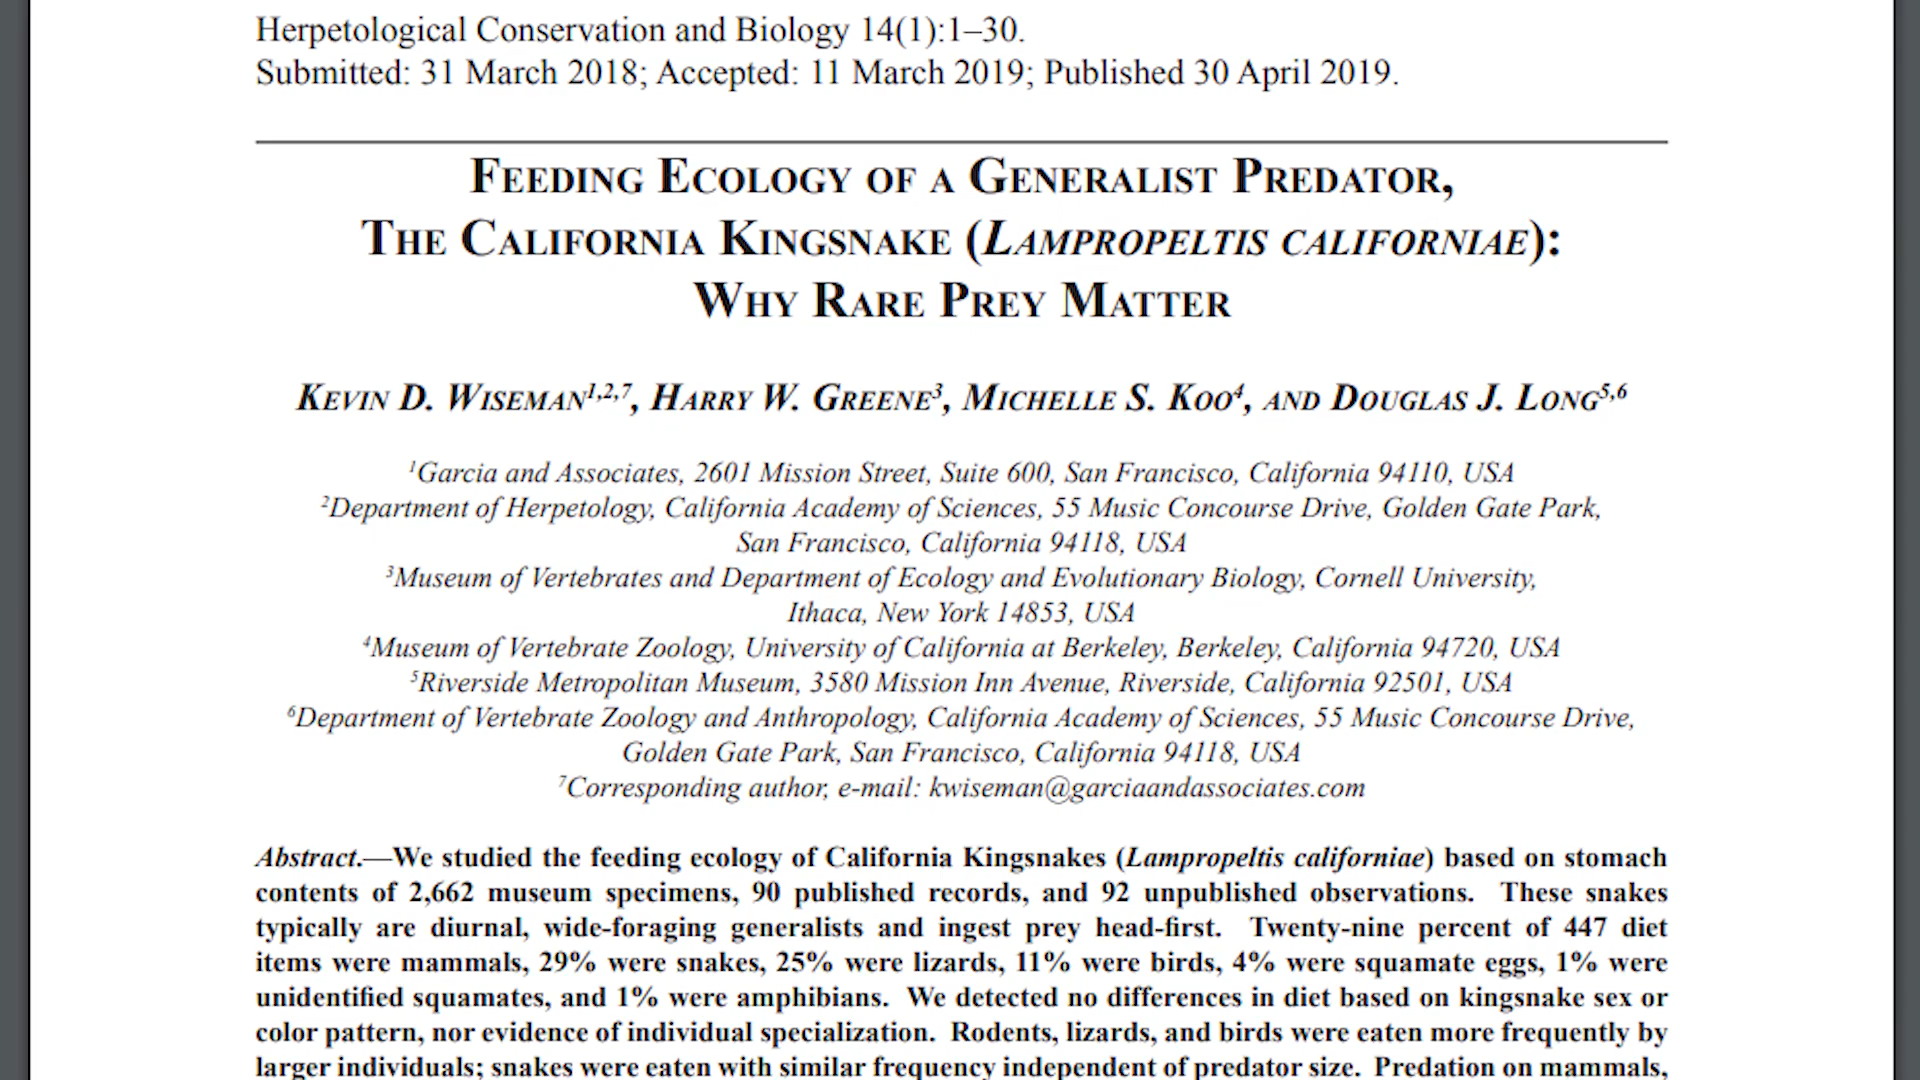 Herpetological Conservation and Biology 14(1):1–30.
Submitted: 31 March 2018; Accepted: 11 March 2019; Published 30 April 2019.
Feeding Ecology of a Generalist Predator,
The California Kingsnake (Lampropeltis californiae):
Why Rare Prey Matter
Kevin D. Wiseman1,2,7, Harry W. Greene3, Michelle S. Koo4, and Douglas J. Long5,6
1Garcia and Associates, 2601 Mission Street, Suite 600, San Francisco, California 94110, USA
2Department of Herpetology, California Academy of Sciences, 55 Music Concourse Drive, Golden Gate Park,
San Francisco, California 94118, USA
3Museum of Vertebrates and Department of Ecology and Evolutionary Biology, Cornell University,
Ithaca, New York 14853, USA
4Museum of Vertebrate Zoology, University of California at Berkeley, Berkeley, California 94720, USA
5Riverside Metropolitan Museum, 3580 Mission Inn Avenue, Riverside, California 92501, USA
6Department of Vertebrate Zoology and Anthropology, California Academy of Sciences, 55 Music Concourse Drive,
Golden Gate Park, San Francisco, California 94118, USA
7Corresponding author, e-mail: kwiseman@garciaandassociates.com
Abstract.—We studied the feeding ecology of California Kingsnakes (Lampropeltis californiae) based on stomach
contents of 2,662 museum specimens, 90 published records, and 92 unpublished observations. These snakes
typically are diurnal, wide-foraging generalists and ingest prey head-first. Twenty-nine percent of 447 diet
items were mammals, 29% were snakes, 25% were lizards, 11% were birds, 4% were squamate eggs, 1% were
unidentified squamates, and 1% were amphibians. We detected no differences in diet based on kingsnake sex or
color pattern, nor evidence of individual specialization. Rodents, lizards, and birds were eaten more frequently by
larger individuals; snakes were eaten with similar frequency independent of predator size. Predation on mammals,